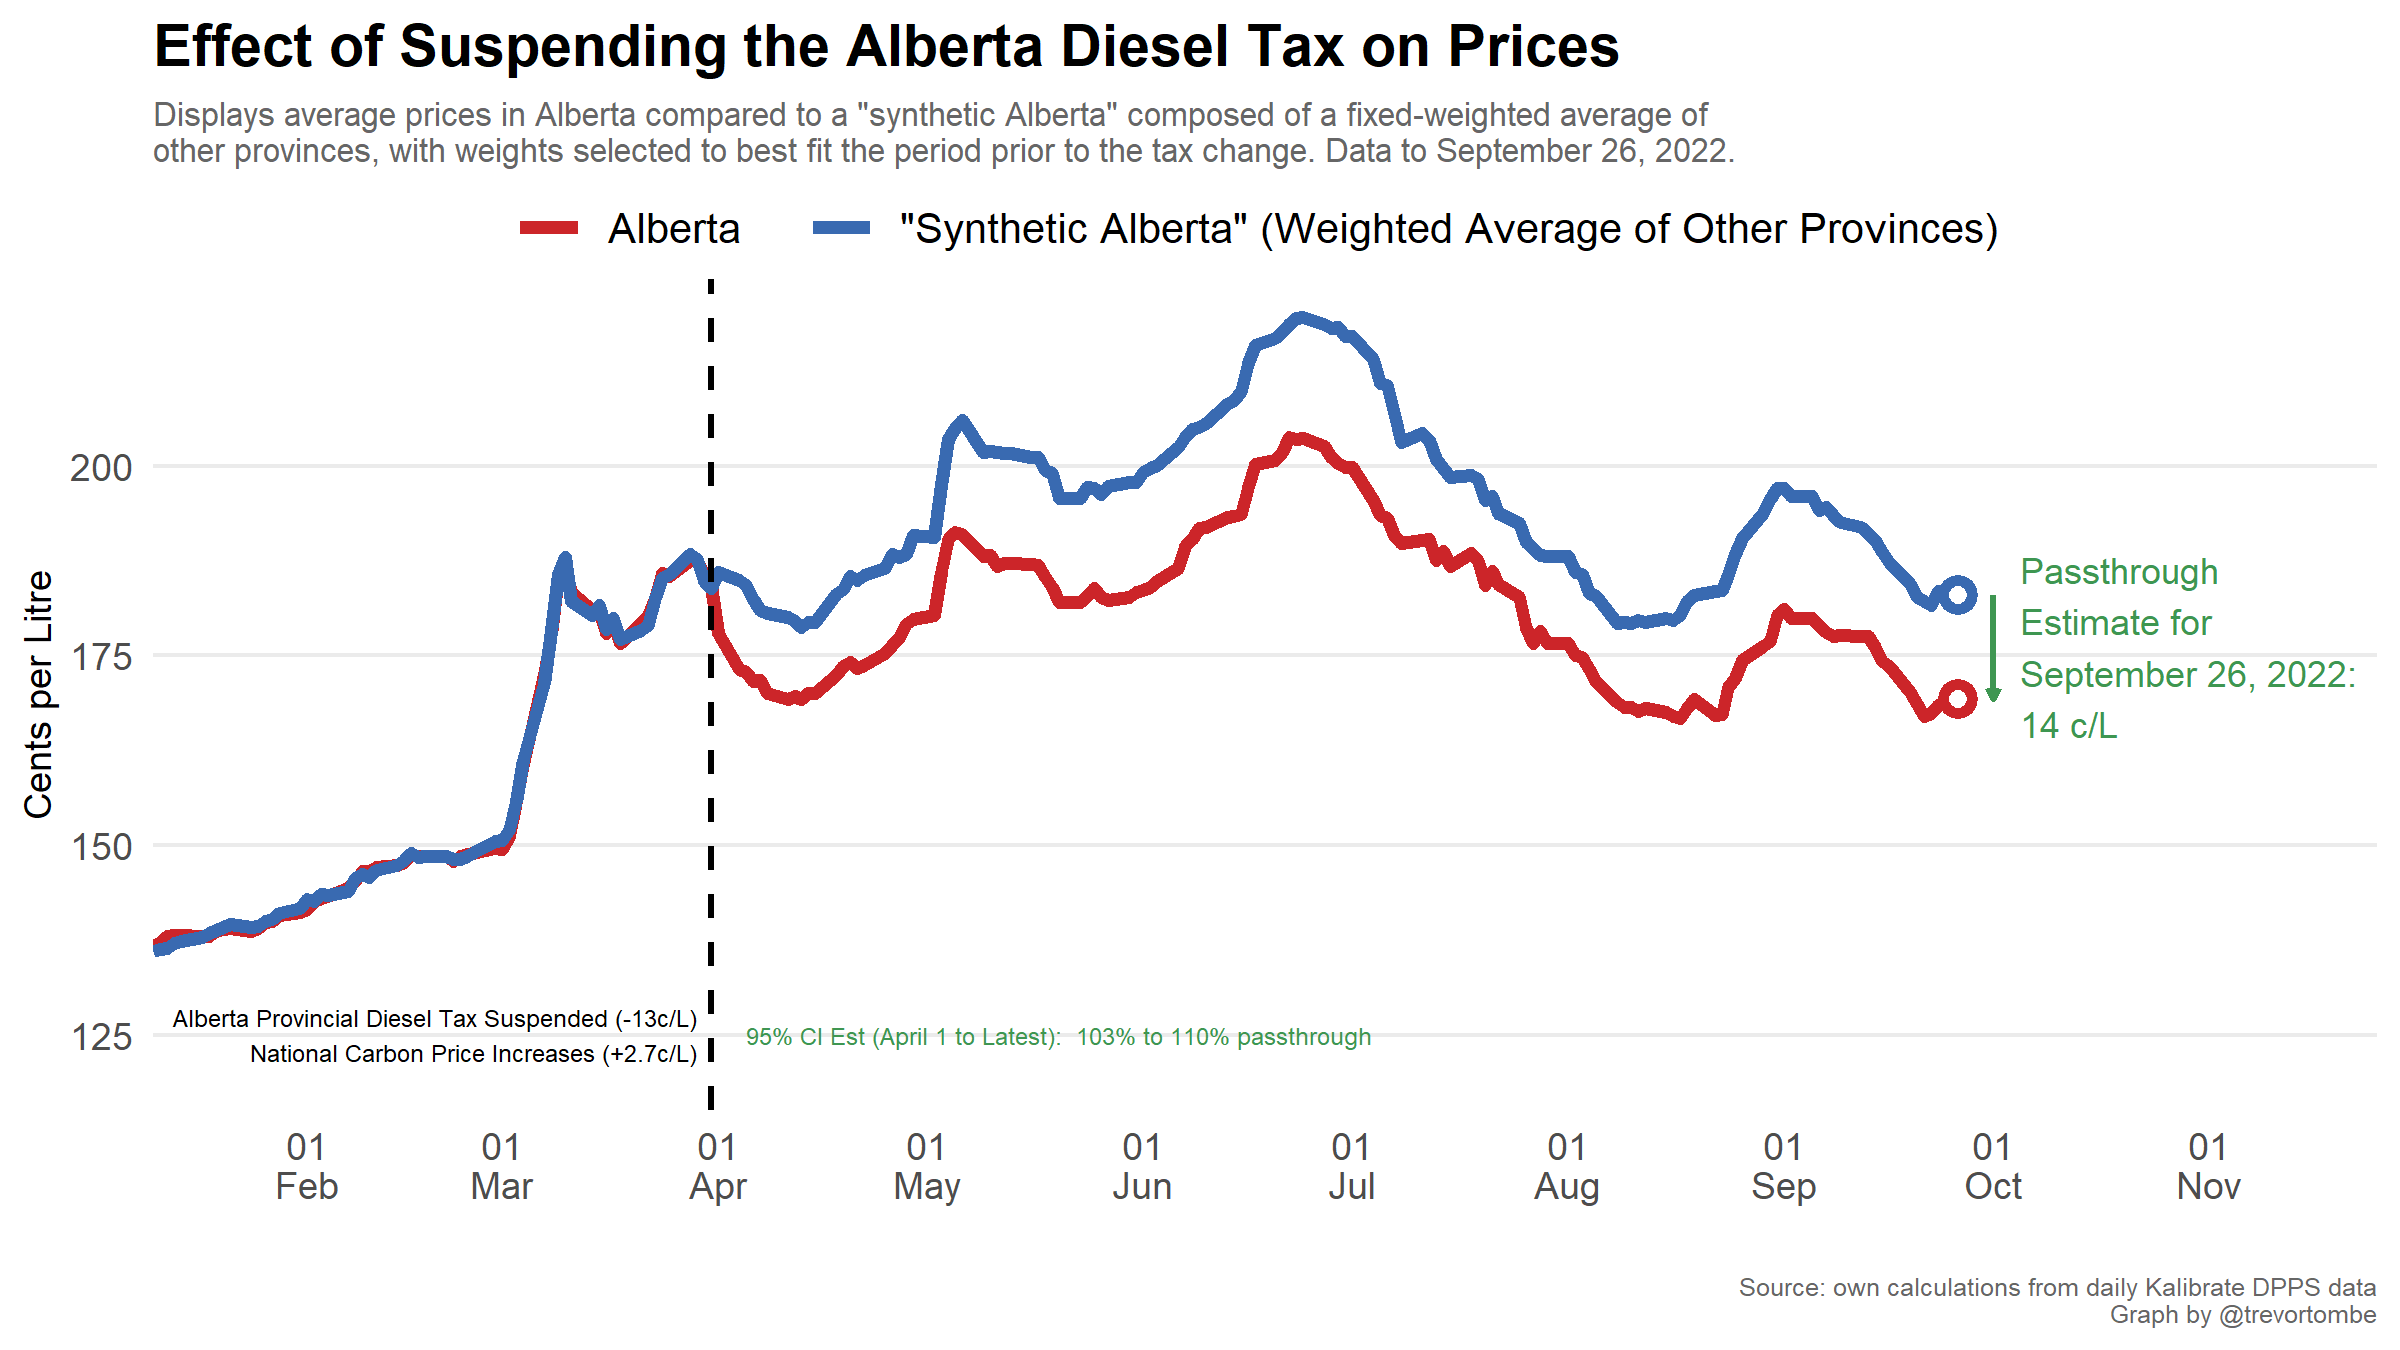 Effect of Suspending the Alberta Diesel Tax on Prices
Displays average prices in Alberta compared to a "synthetic Alberta" composed of a fixed-weighted average of
other provinces, with weights selected to best fit the period prior to the tax change. Data to September 26, 2022.
Alberta
"Synthetic Alberta" (Weighted Average of Other Provinces)
Cents per Litre
200
175
150
125
Passthrough
Estimate for
September 26, 2022:
14 c/L
Alberta Provincial Diesel Tax Suspended (-13c/L)
National Carbon Price Increases (+2.7c/L)
95% CI Est (April 1 to Latest):  103% to 110% passthrough
01 01 01 01 01 01 01 01 01 01
Feb Mar Apr May Jun Jul Aug Sep Oct Nov
Source: own calculations from daily Kalibrate DPPS data
Graph by @trevortombe